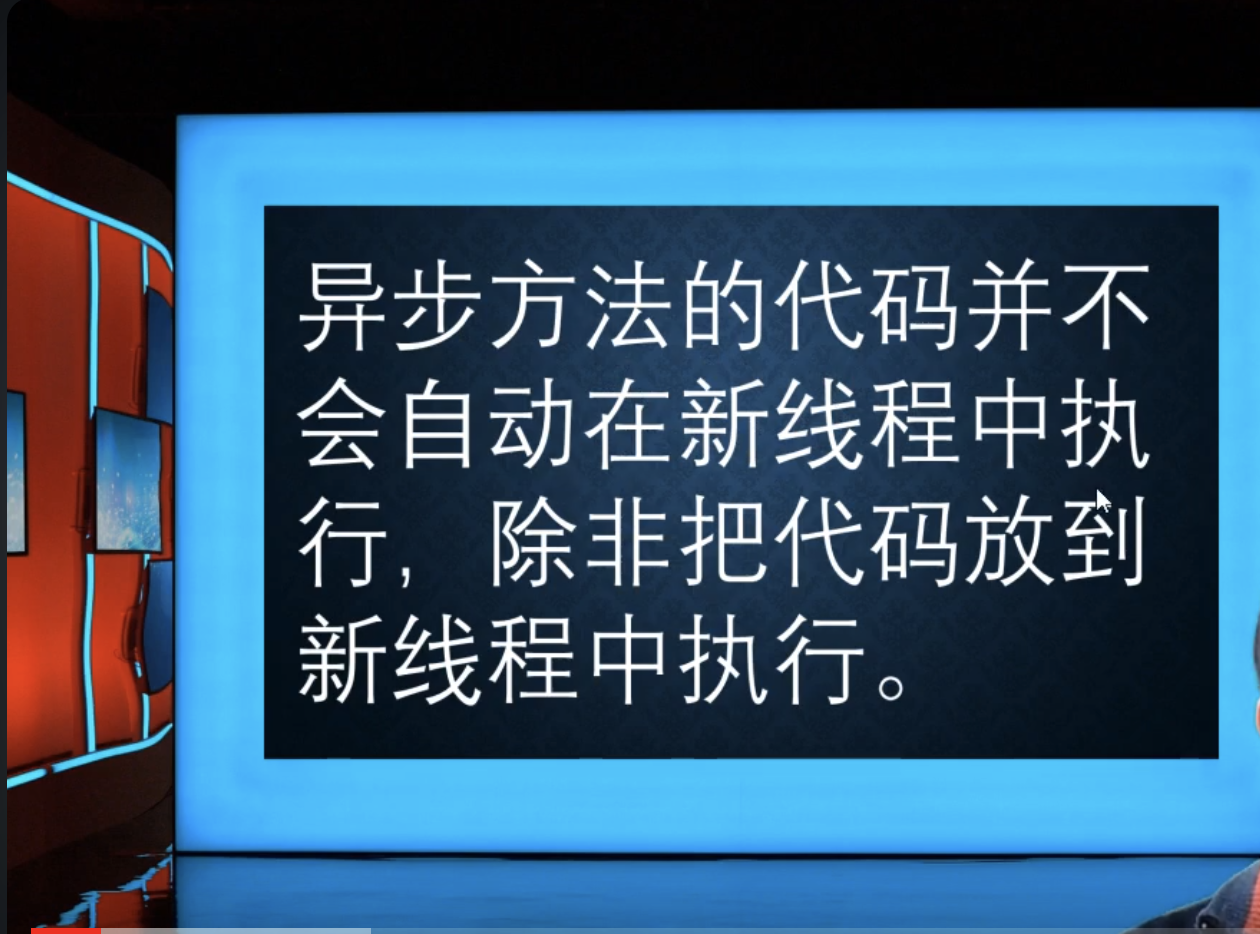 异步方法的代码并不
会自动在新线程中执
行，除非把代码放到
新线程中执行。